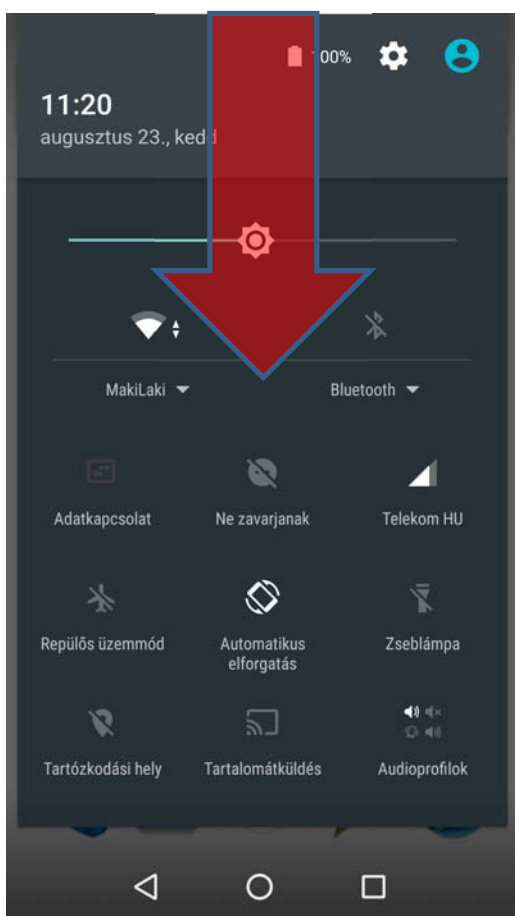 100%
11:20
augusztus 23., kedd
MakiLaki
Bluetooth
Adatkapcsolat
Ne zavarjanak
Telekom HU
Repülős üzemmód
Automatikus
elforgatás
Zseblámpa
Tartózkodási hely
Tartalomátküldés
Audioprofilok